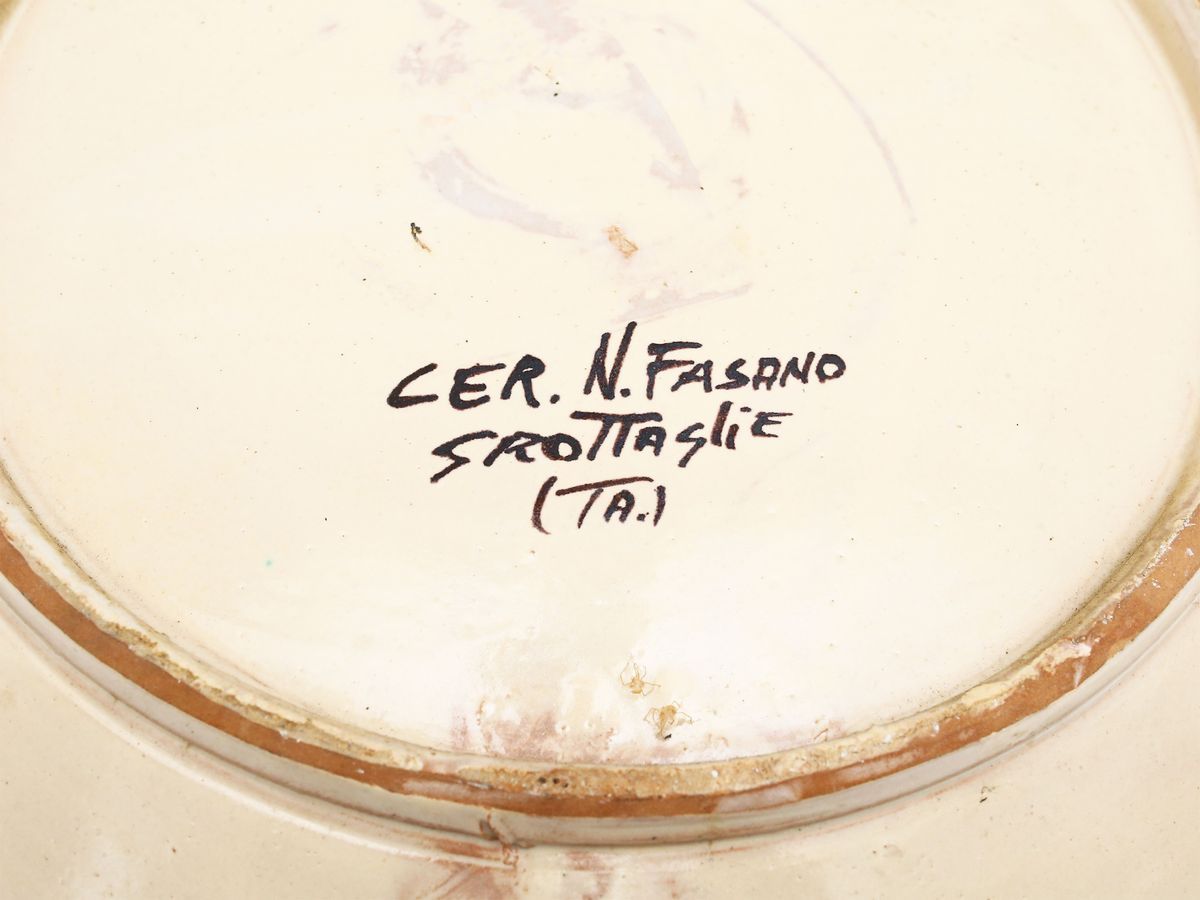 CER. N. FASANO
GROTTAGLIE
(TA.)